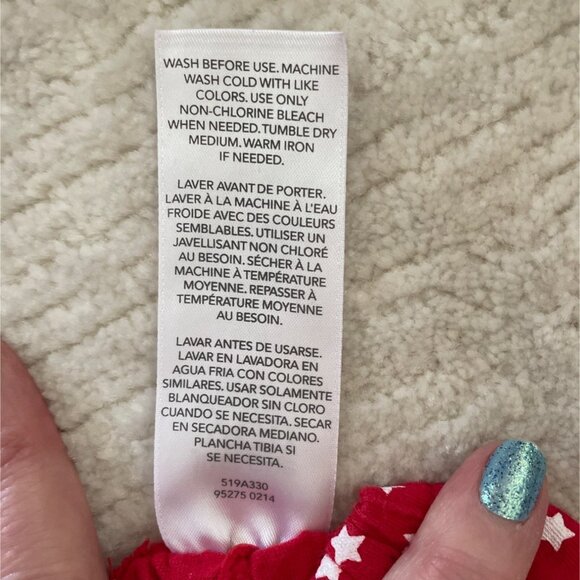 WASH BEFORE USE. MACHINE
WASH COLD WITH LIKE
COLORS. USE ONLY
NON-CHLORINE BLEACH
WHEN NEEDED. TUMBLE DRY
MEDIUM. WARM IRON
IF NEEDED.
LAVER AVANT DE PORTER.
LAVER À LA MACHINE À L'EAU
FROIDE AVEC DES COULEURS
SEMBLABLES. UTILISER UN
JAVELLISANT NON CHLORÉ
AU BESOIN. SÉCHER À LA
MACHINE À TEMPÉRATURE
MOYENNE. REPASSER À
TEMPÉRATURE MOYENNE
AU BESOIN.
LAVAR ANTES DE USARSE.
LAVAR EN LAVADORA EN
AGUA FRIA CON COLORES
SIMILARES. USAR SOLAMENTE
BLANQUEADOR SIN CLORO
CUANDO SE NECESITA. SECAR
EN SECADORA MEDIANO.
PLANCHA TIBIA SI
SE NECESITA.
519A330
95275 0214